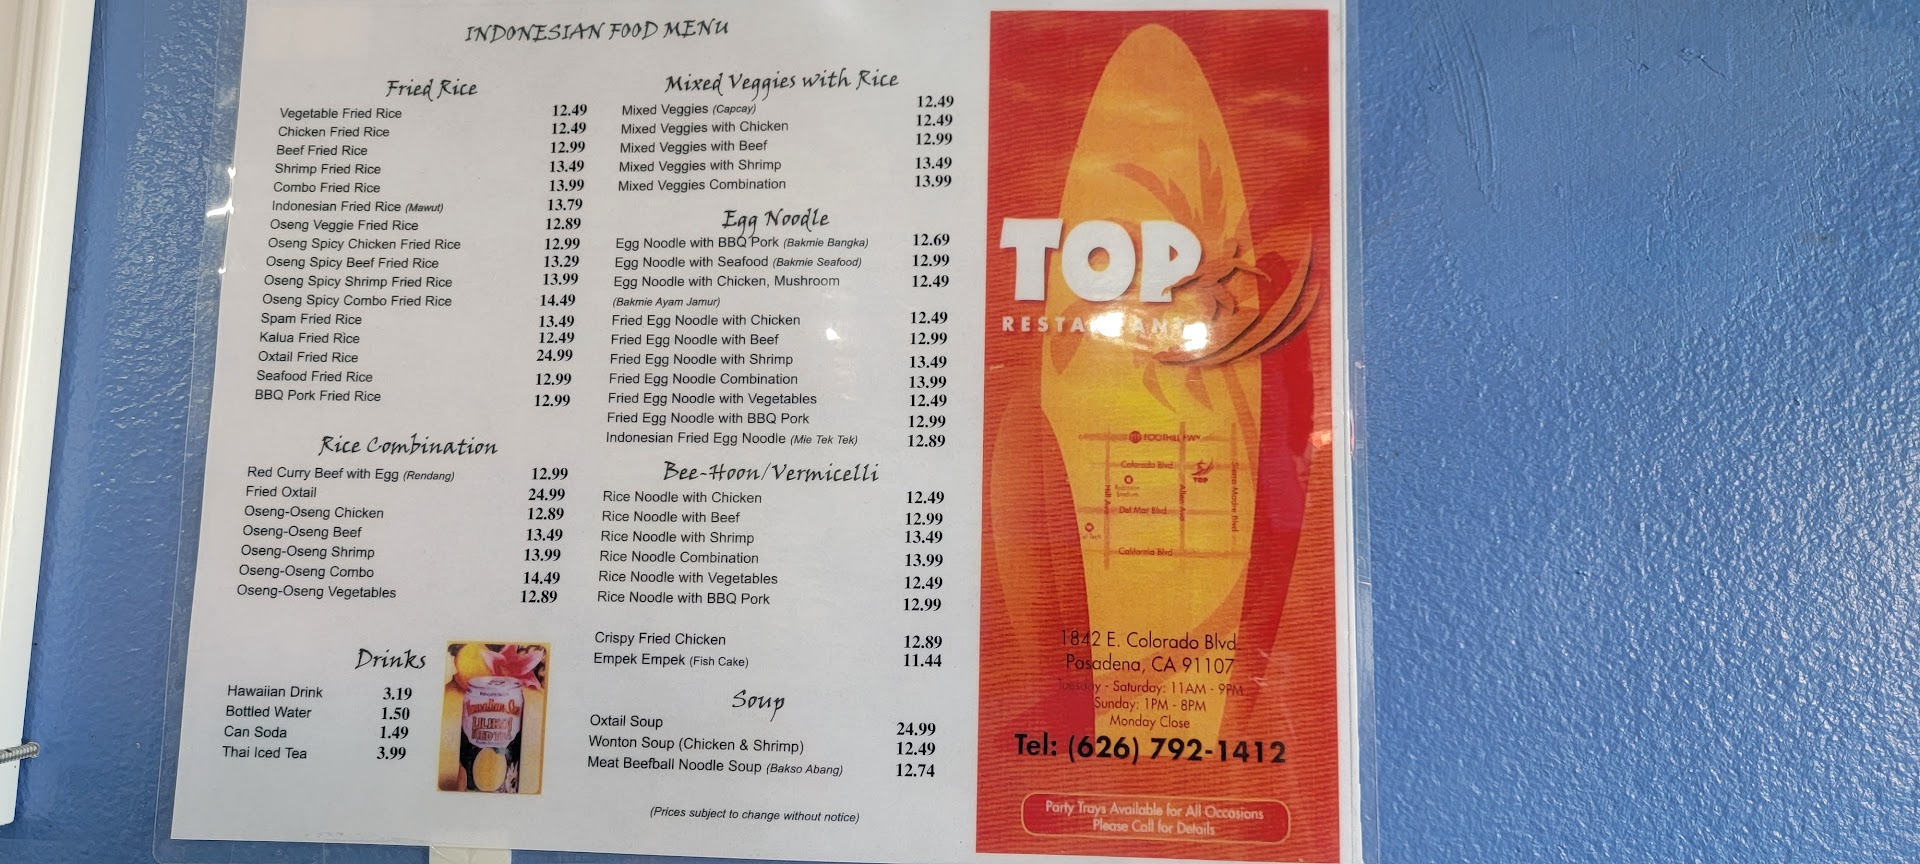 INDONESIAN FOOD MENU
Fried Rice
Vegetable Fried Rice 12.49
Chicken Fried Rice 12.49
Beef Fried Rice 12.99
Shrimp Fried Rice 13.49
Combo Fried Rice 13.99
Indonesian Fried Rice (Mawut) 13.79
Oseng Veggie Fried Rice 12.89
Oseng Spicy Chicken Fried Rice 12.99
Oseng Spicy Beef Fried Rice 13.29
Oseng Spicy Shrimp Fried Rice 13.99
Oseng Spicy Combo Fried Rice 14.49
Spam Fried Rice 13.49
Kalua Fried Rice 12.49
Oxtail Fried Rice 24.99
Seafood Fried Rice 12.99
BBQ Pork Fried Rice 12.99
Rice Combination
Red Curry Beef with Egg (Rendang) 12.99
Fried Oxtail 24.99
Oseng-Oseng Chicken 12.89
Oseng-Oseng Beef 13.49
Oseng-Oseng Shrimp 13.99
Oseng-Oseng Combo 14.49
Oseng-Oseng Vegetables 12.89
Drinks
Hawaiian Drink 3.19
Bottled Water 1.50
Can Soda 1.49
Thai Iced Tea 3.99
Mixed Veggies with Rice
Mixed Veggies (Capcay) 12.49
Mixed Veggies with Chicken 12.49
Mixed Veggies with Beef 12.99
Mixed Veggies with Shrimp 13.49
Mixed Veggies Combination 13.99
Egg Noodle
Egg Noodle with BBQ Pork (Bakmie Bangka) 12.69
Egg Noodle with Seafood (Bakmie Seafood) 12.99
Egg Noodle with Chicken, Mushroom 12.49
(Bakmie Ayam Jamur)
Fried Egg Noodle with Chicken 12.49
Fried Egg Noodle with Beef 12.99
Fried Egg Noodle with Shrimp 13.49
Fried Egg Noodle Combination 13.99
Fried Egg Noodle with Vegetables 12.49
Fried Egg Noodle with BBQ Pork 12.99
Indonesian Fried Egg Noodle (Mie Tek Tek) 12.89
Bee-Hoon/Vermicelli
Rice Noodle with Chicken 12.49
Rice Noodle with Beef 12.99
Rice Noodle with Shrimp 13.49
Rice Noodle Combination 13.99
Rice Noodle with Vegetables 12.49
Rice Noodle with BBQ Pork 12.99
Crispy Fried Chicken 12.89
Empek Empek (Fish Cake) 11.44
Soup
Oxtail Soup 24.99
Wonton Soup (Chicken & Shrimp) 12.49
Meat Beefball Noodle Soup (Bakso Abang) 12.74
(Prices subject to change without notice)
TOP
RESTAURANT
FOOTHILL FWY
Colorado Blvd
TOP
Hill Ave
Allen Ave
Sierra Madre Blvd
Del Mar Blvd
California Blvd
1842 E. Colorado Blvd
Pasadena, CA 91107
Tuesday - Saturday: 11AM - 9PM
Sunday: 1PM - 8PM
Monday Close
Tel: (626) 792-1412
Party Trays Available for All Occasions
Please Call for Details